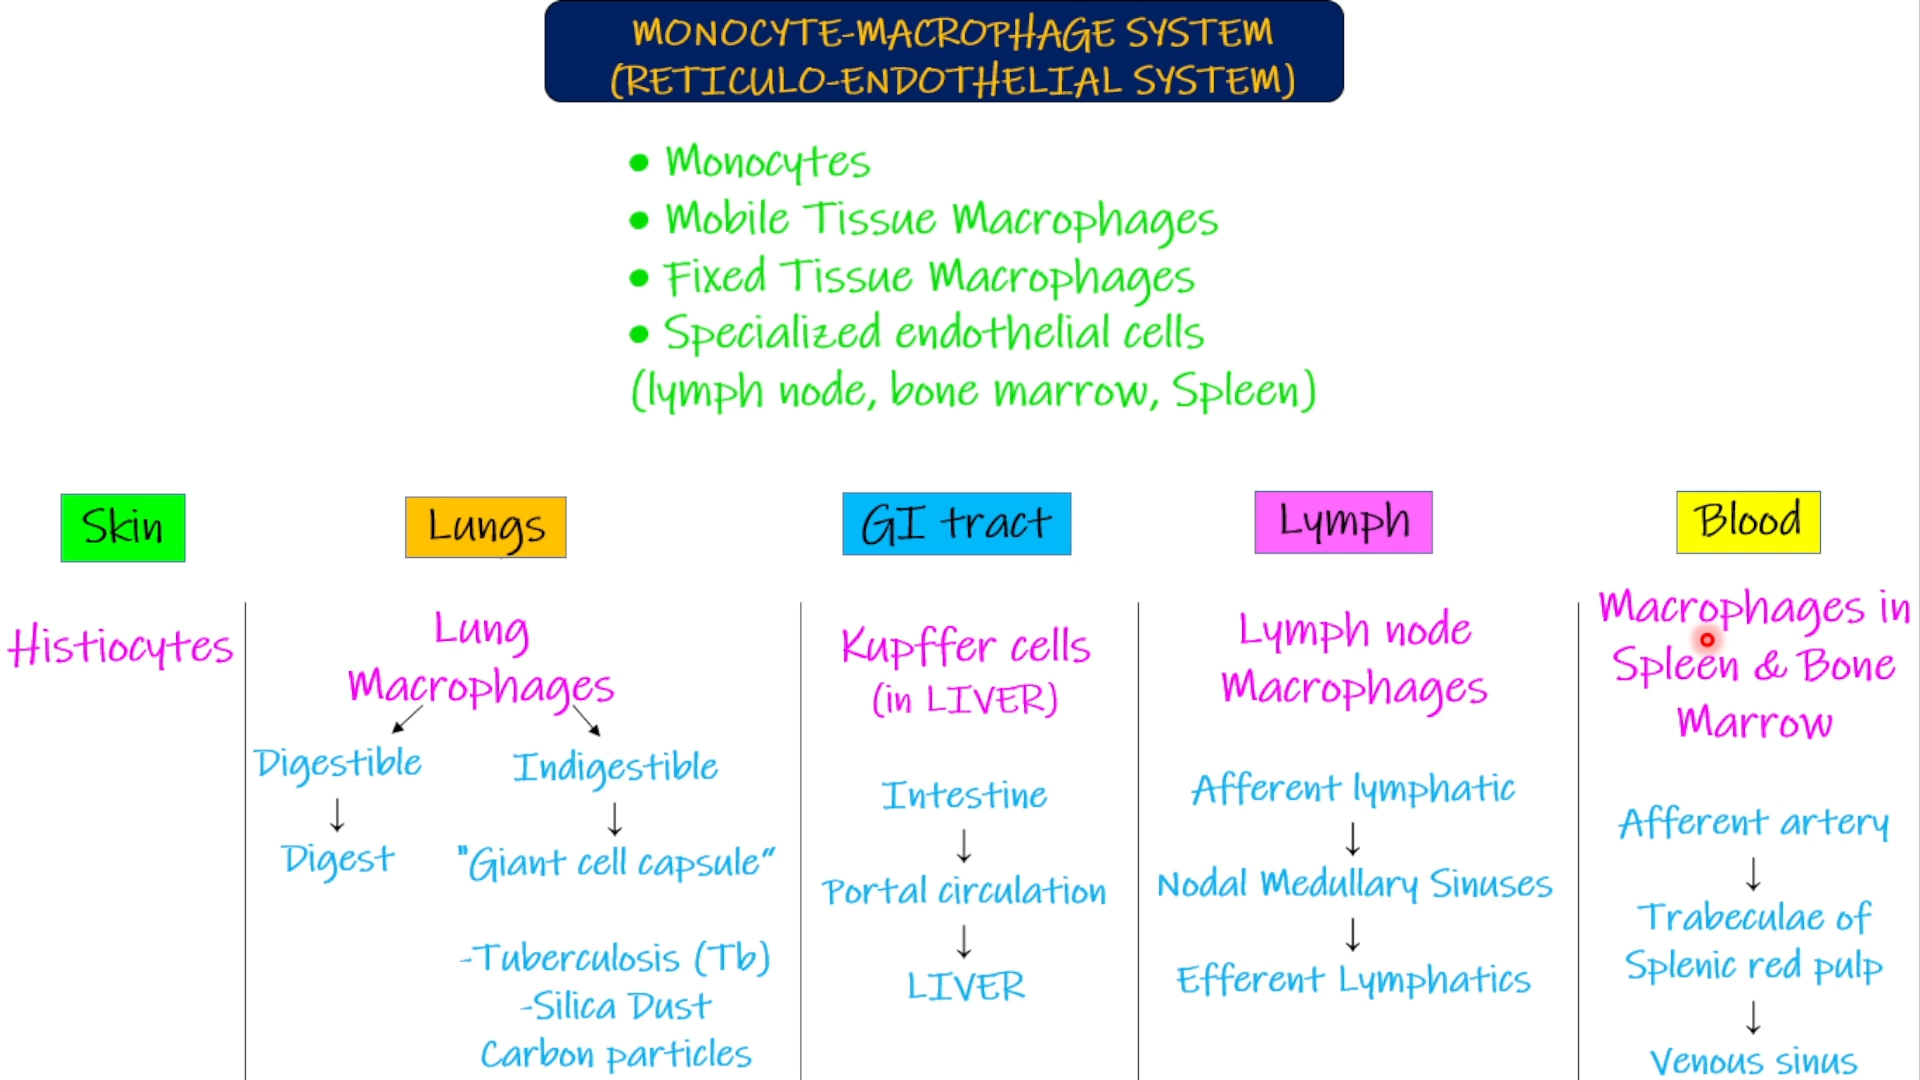 MONOCYTE-MACROPHAGE SYSTEM
(RETICULO-ENDOTHELIAL SYSTEM)
• Monocytes
• Mobile Tissue Macrophages
• Fixed Tissue Macrophages
• Specialized endothelial cells
(lymph node, bone marrow, Spleen)
Skin
Histiocytes
Lungs
Lung
Macrophages
Digestible
↓
Digest
Indigestible
↓
"Giant cell capsule”
-Tuberculosis (Tb)
-Silica Dust
Carbon particles
GI tract
Kupffer cells
(in LIVER)
Intestine
↓
Portal circulation
↓
LIVER
Lymph
Lymph node
Macrophages
Afferent lymphatic
↓
Nodal Medullary Sinuses
↓
Efferent Lymphatics
Blood
Macrophages in
Spleen & Bone
Marrow
Afferent artery
↓
Trabeculae of
Splenic red pulp
↓
Venous sinus